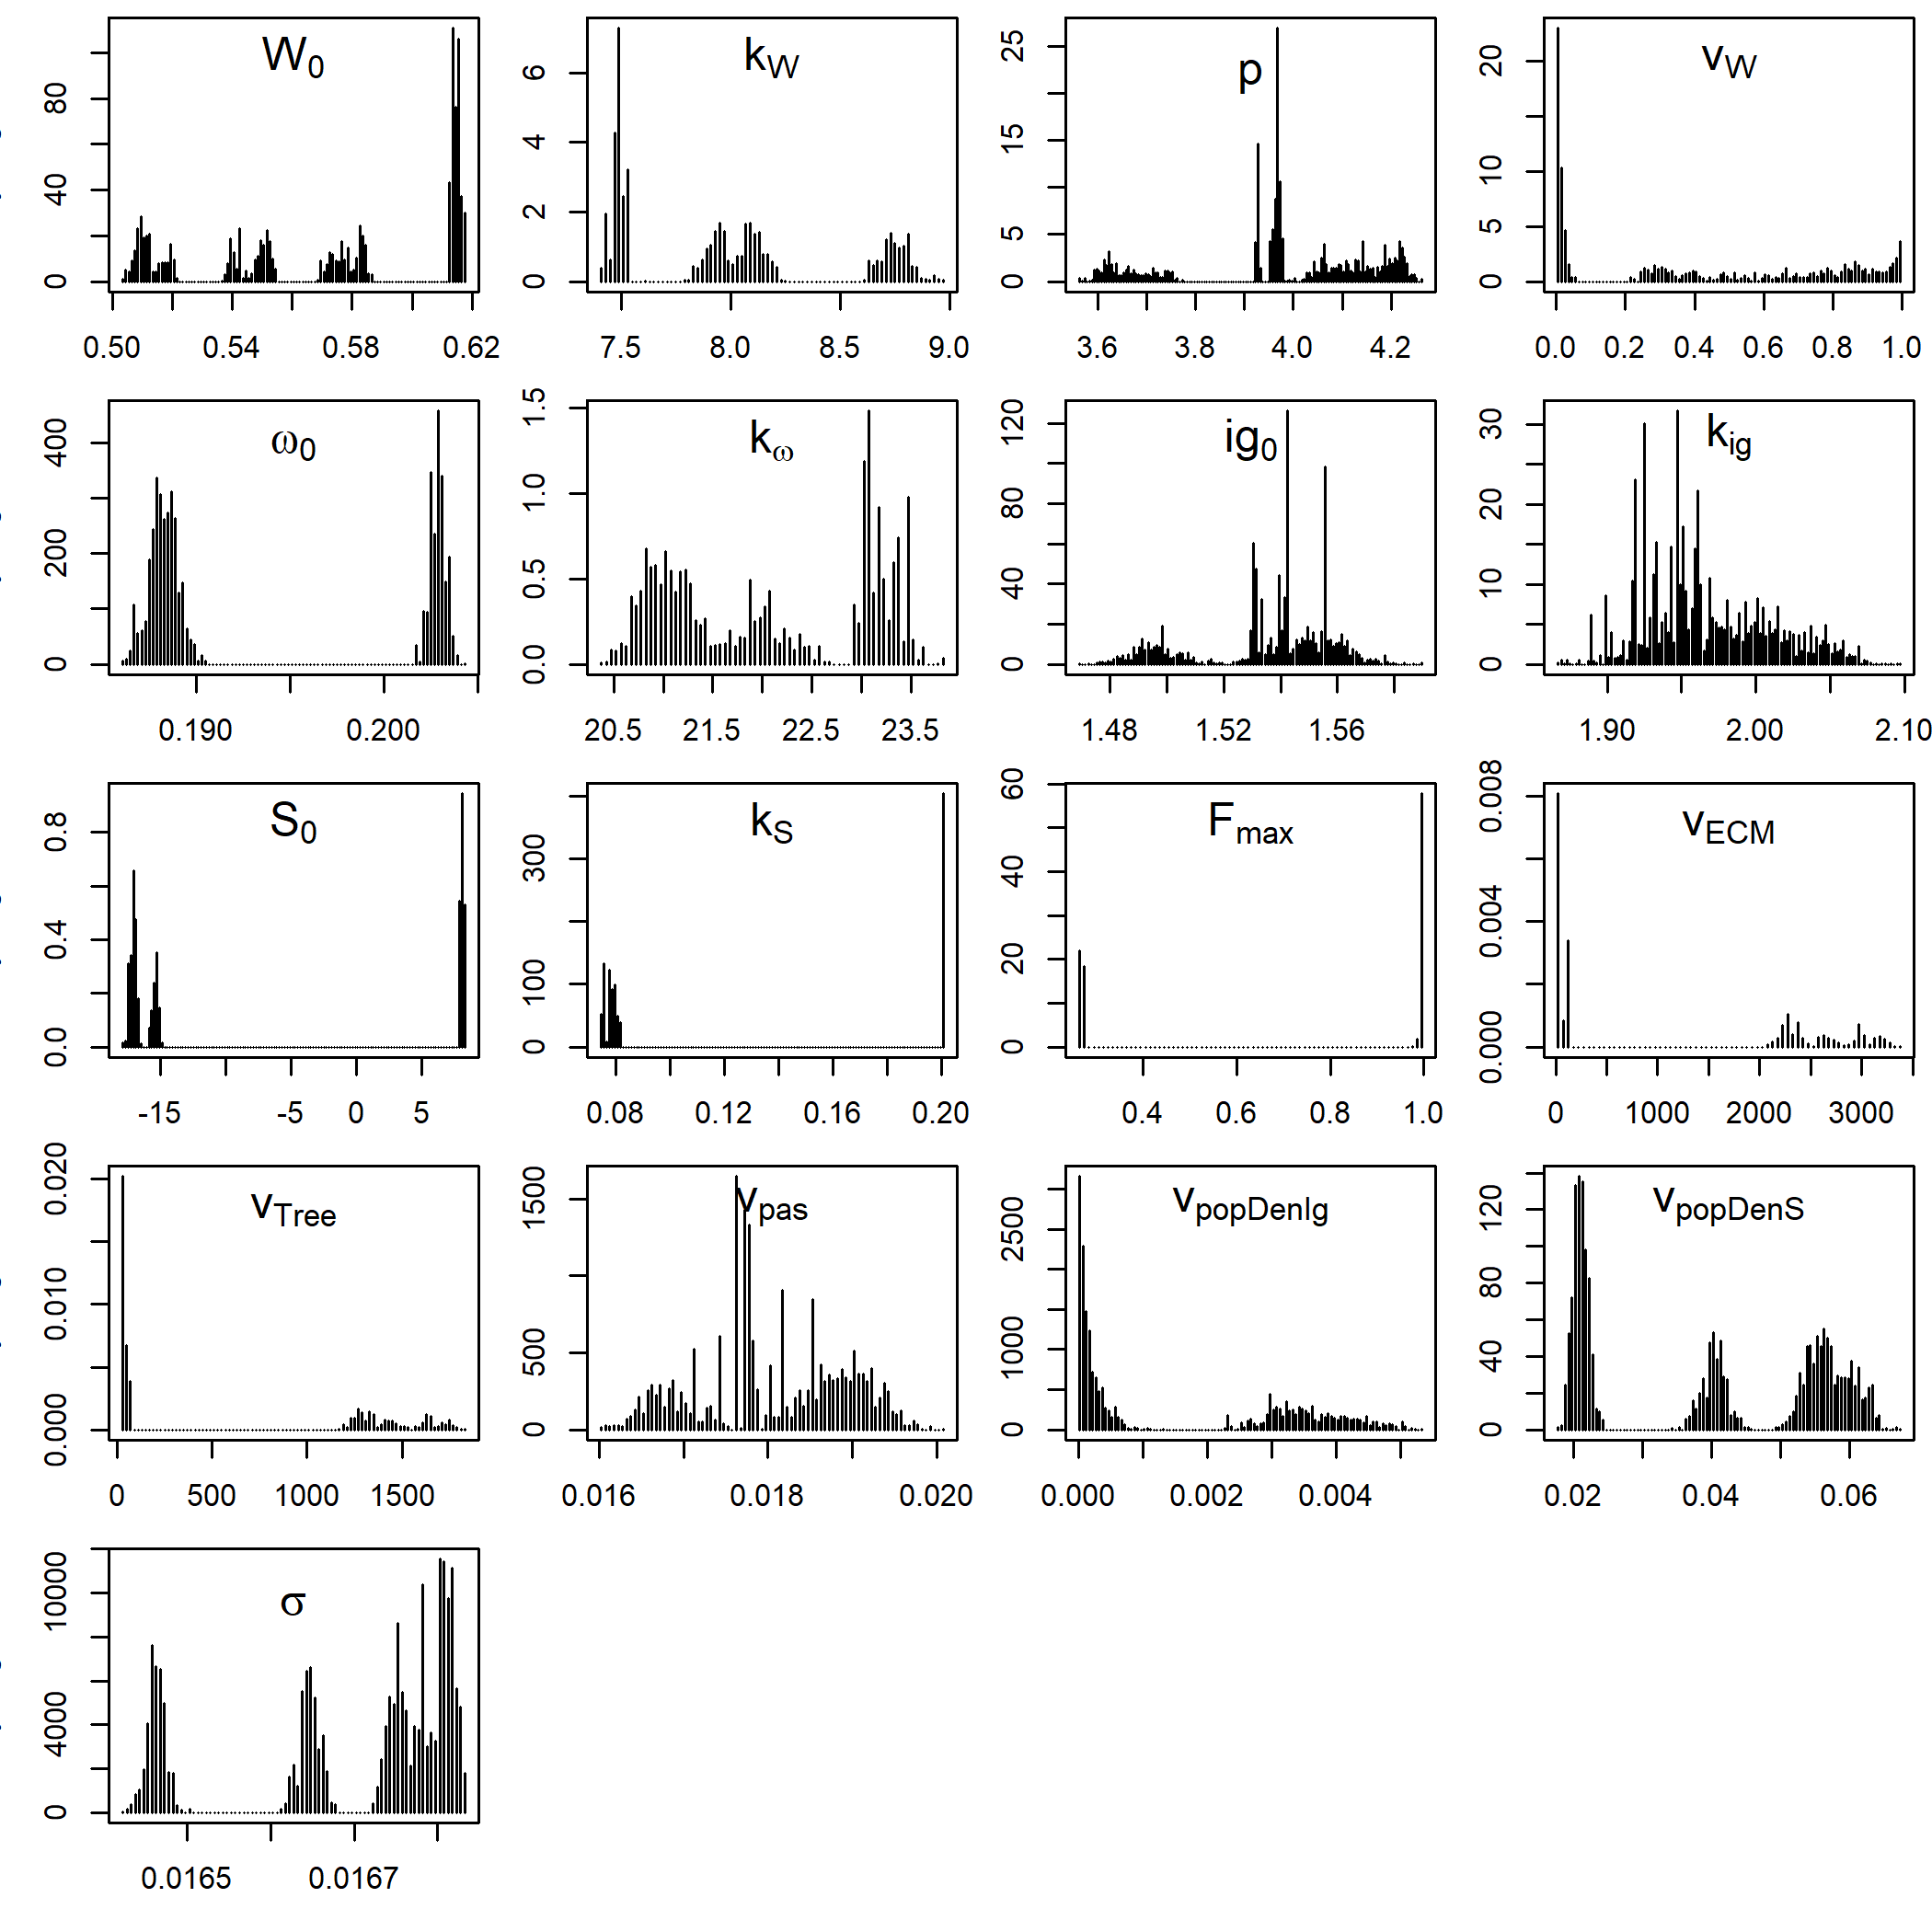 W0 kW p vW
0 40 80
0 2 4 6
0 5 15 25
0 5 10 20
0.50 0.54 0.58 0.62
7.5 8.0 8.5 9.0
3.6 3.8 4.0 4.2
0.0 0.2 0.4 0.6 0.8 1.0
ω0 kω ig0 kig
0 200 400
0.0 0.5 1.0 1.5
0 40 80 120
0 10 20 30
0.190 0.200
20.5 21.5 22.5 23.5
1.48 1.52 1.56
1.90 2.00 2.10
S0 kS Fmax vECM
0.0 0.4 0.8
0 100 300
0 20 40 60
0.000 0.004 0.008
-15 -5 0 5
0.08 0.12 0.16 0.20
0.4 0.6 0.8 1.0
0 1000 2000 3000
vTree vpas vpopDenIg vpopDenS
0.000 0.010 0.020
0 500 1500
0 1000 2500
0 40 80 120
0 500 1000 1500
0.016 0.018 0.020
0.000 0.002 0.004
0.02 0.04 0.06
σ
0 4000 10000
0.0165 0.0167